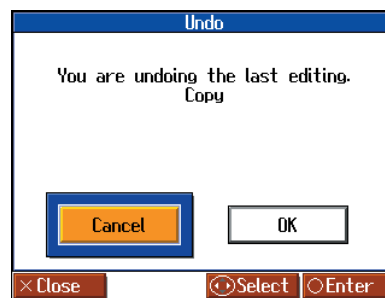 Undo
You are undoing the last editing.
Copy
Cancel
OK
×Close
Select
○Enter